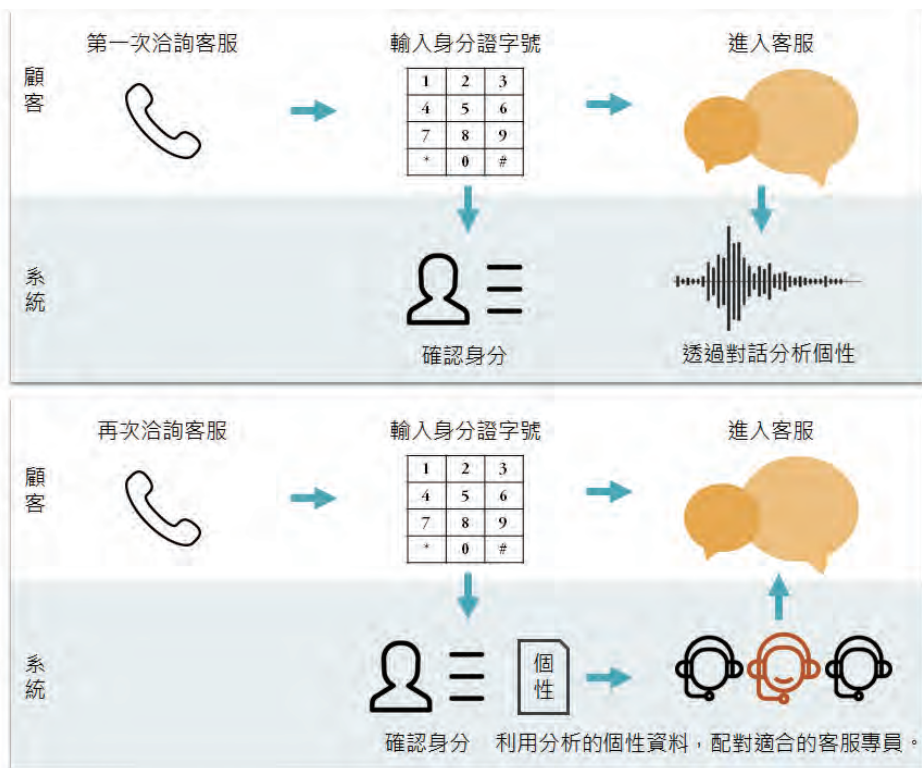 第一次洽詢客服
輸入身分證字號
進入客服
顧客
1 2 3
4 5 6
7 8 9
* 0 #
系統
確認身分
透過對話分析個性
再次洽詢客服
輸入身分證字號
進入客服
顧客
1 2 3
4 5 6
7 8 9
* 0 #
系統
個性
確認身分
利用分析的個性資料，配對適合的客服專員。